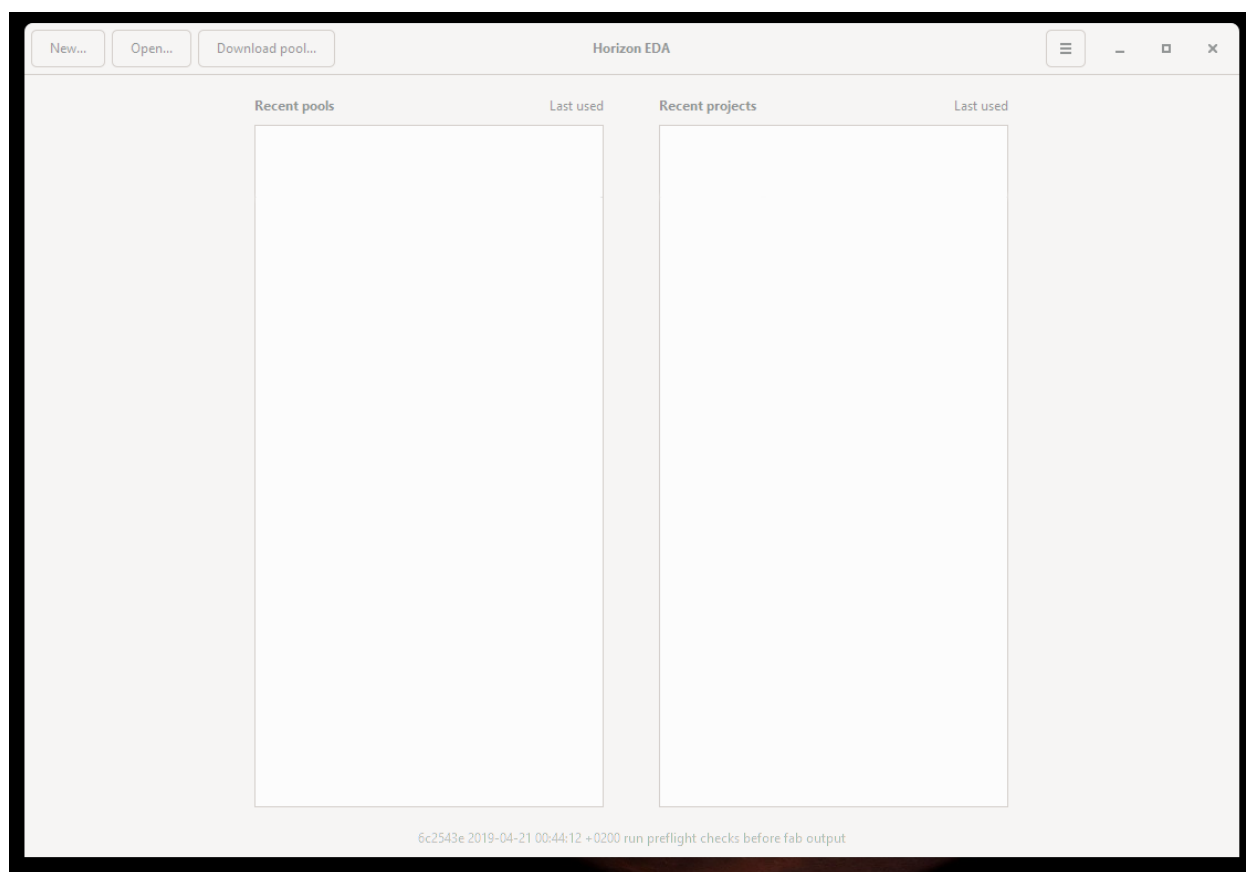 New... Open... Download pool... Horizon EDA
Recent pools Last used Recent projects Last used
6c2543e 2019-04-21 00:44:12 +0200 run preflight checks before fab output